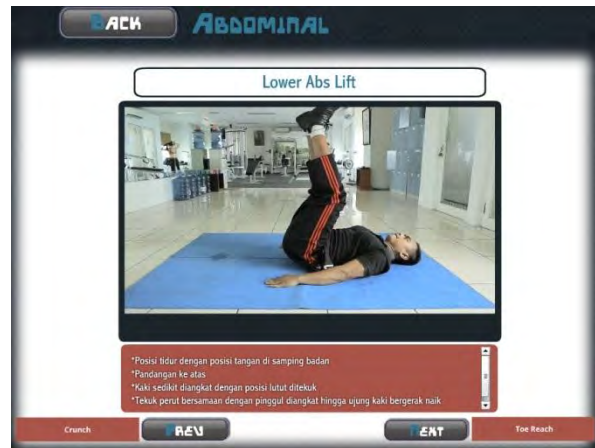 BACK
ABDOMINAL
Lower Abs Lift
*Posisi tidur dengan posisi tangan di samping badan
*Pandangan ke atas
*Kaki sedikit diangkat dengan posisi lutut ditekuk
*Tekuk perut bersamaan dengan pinggul diangkat hingga ujung kaki bergerak naik
Crunch
PREV
NEXT
Toe Reach